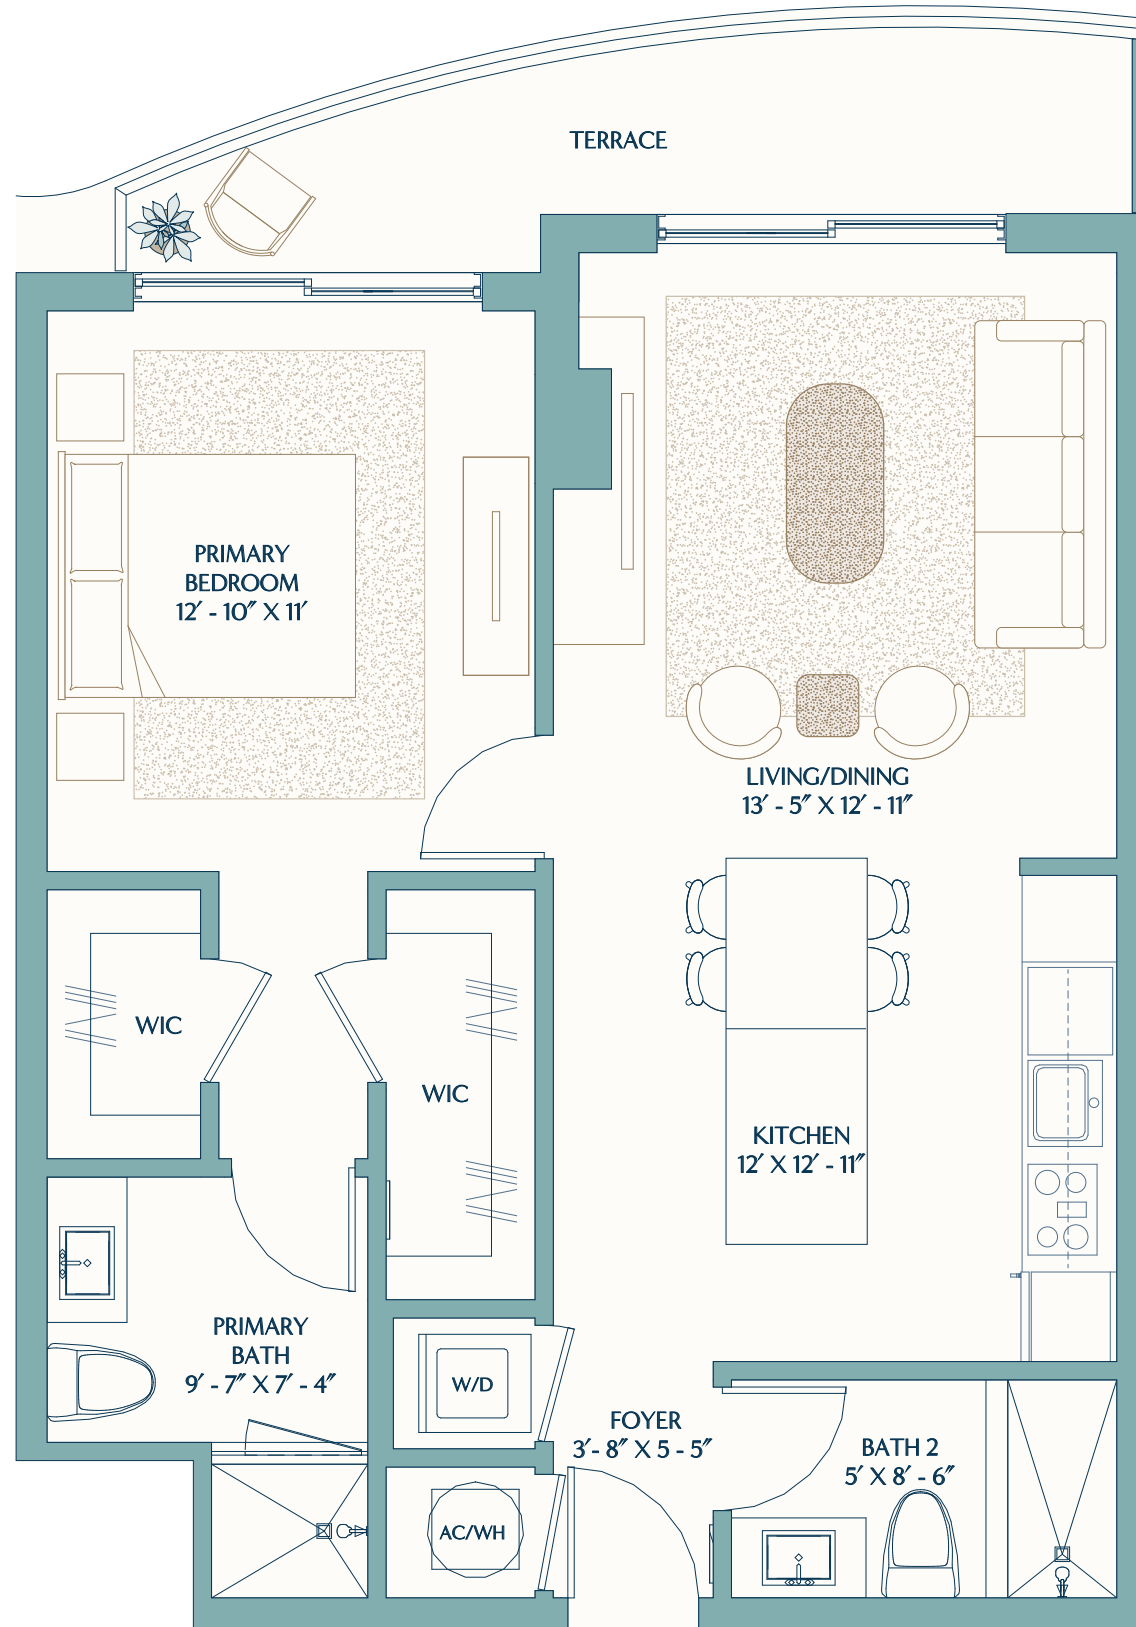 TERRACE
PRIMARY
BEDROOM
12′ - 10″ X 11′
LIVING/DINING
13′ - 5″ X 12′ - 11″
WIC
WIC
KITCHEN
12′ X 12′ - 11″
PRIMARY
BATH
9′ - 7″ X 7′ - 4″
W/D
FOYER
3′- 8″ X 5 - 5″
BATH 2
5′ X 8′ - 6″
AC/WH